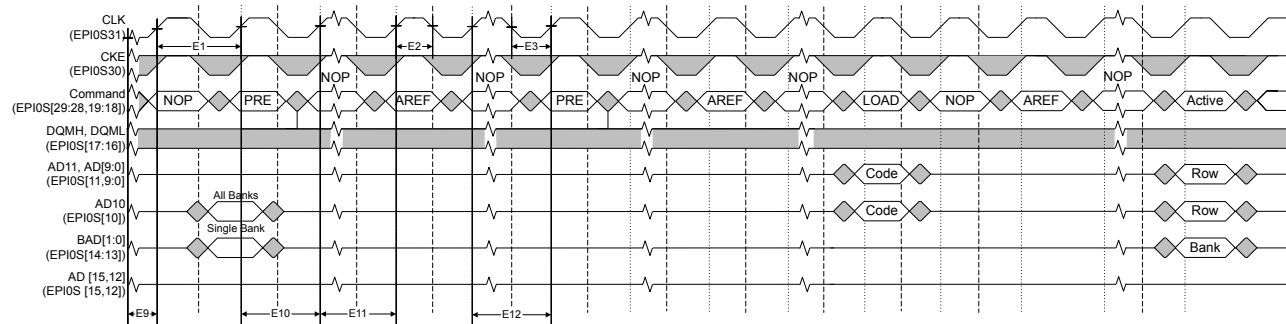 CLK
(EPI0S31)
E1
E2
E3
CKE
(EPI0S30)
NOP
NOP
NOP
NOP
NOP
Command
(EPI0S[29:28,19:18])
NOP
PRE
AREF
PRE
AREF
LOAD
NOP
AREF
Active
DQMH, DQML
(EPI0S[17:16])
AD11, AD[9:0]
(EPI0S[11,9:0]
Code
Row
All Banks
AD10
(EPI0S[10])
Code
Row
Single Bank
BAD[1:0]
(EPI0S[14:13])
Bank
AD [15,12]
(EPI0S [15,12])
E9
E10
E11
E12